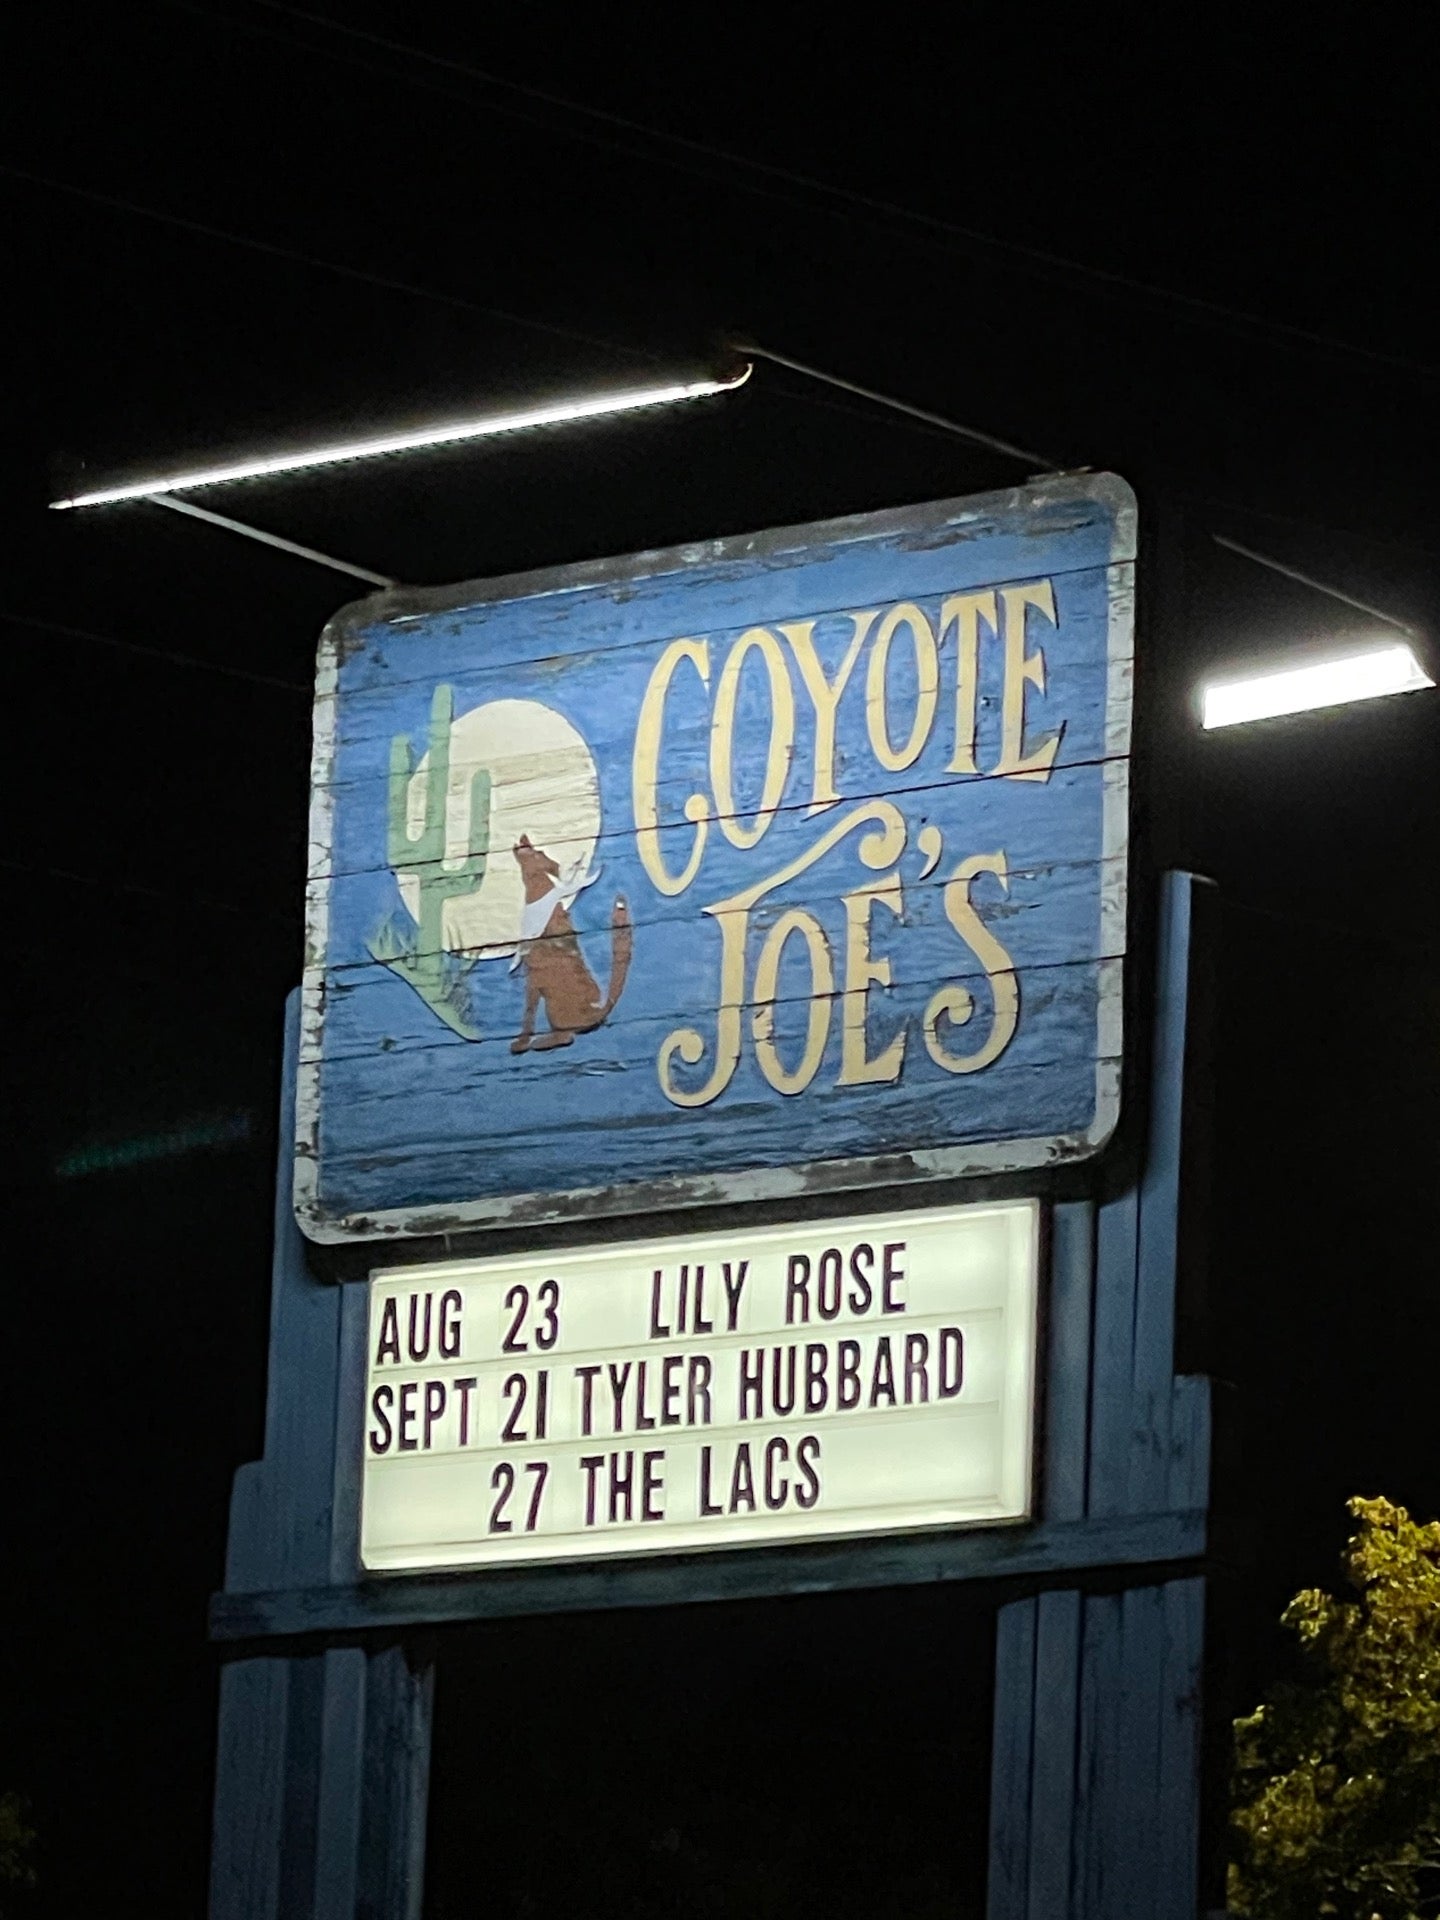 COYOTE
JOE'S
AUG 23 LILY ROSE
SEPT 21 TYLER HUBBARD
27 THE LACS